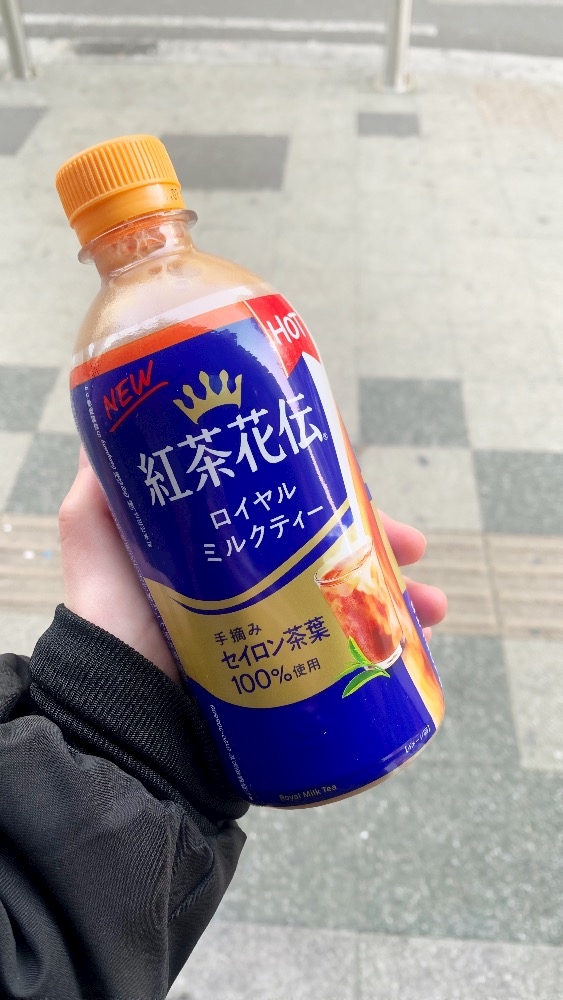 HOT
NEW
紅茶花伝®
ロイヤル
ミルクティー
手摘み
セイロン茶葉
100%使用
Royal Milk Tea